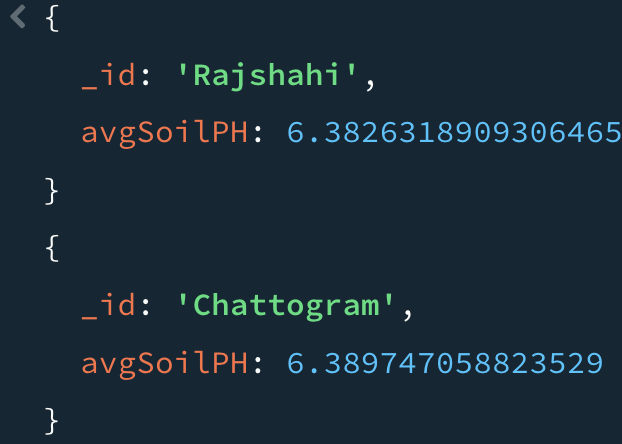 {
_id: 'Rajshahi',
avgSoilPH: 6.3826318909306465
}
{
_id: 'Chattogram',
avgSoilPH: 6.389747058823529
}